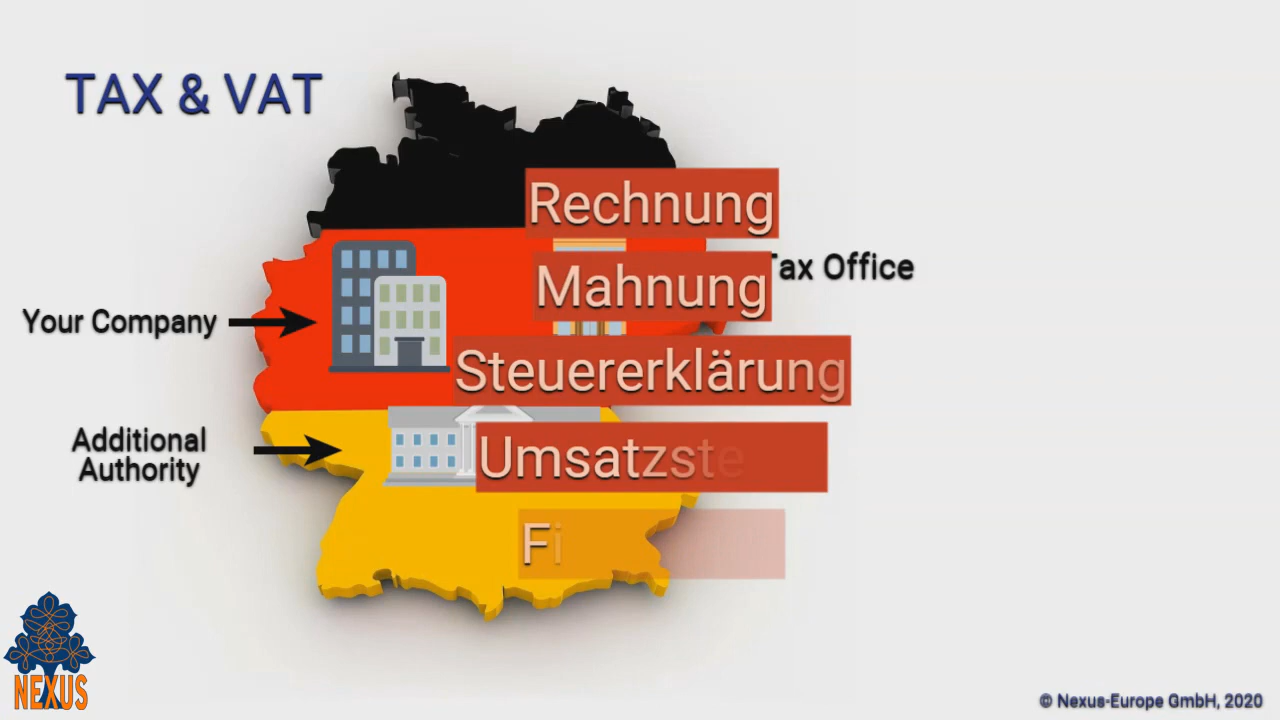 TAX & VAT
Rechnung
Tax Office
Mahnung
Your Company
Steuererklärung
Additional
Authority
Umsatzste
Fi
NEXUS
© Nexus-Europe GmbH, 2020